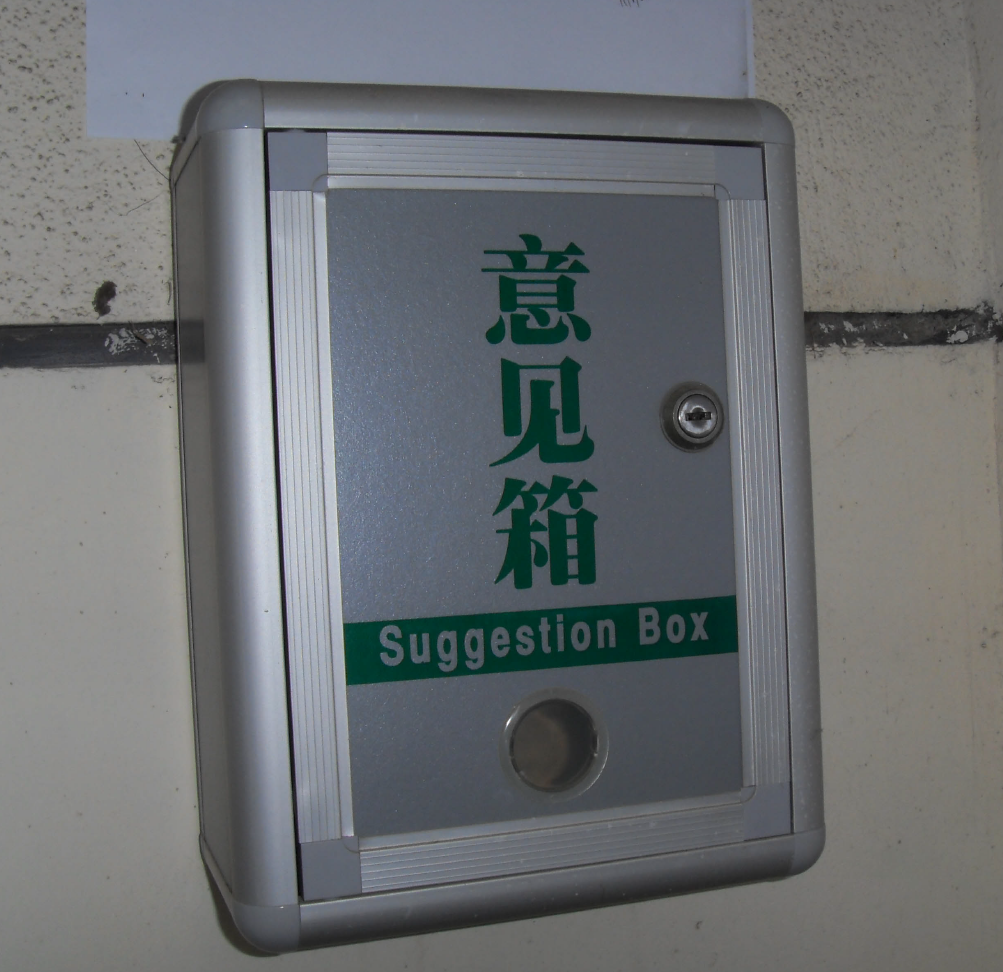 意见箱
Suggestion Box